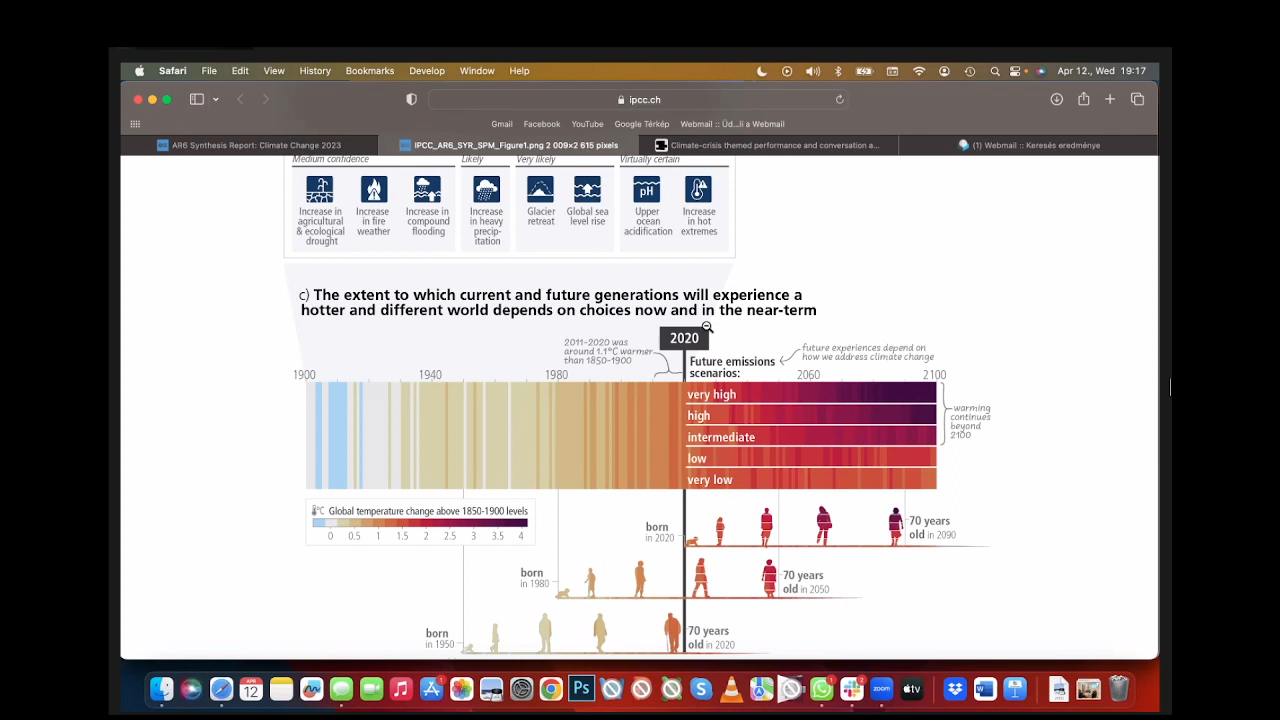 Safari File Edit View History Bookmarks Develop Window Help Apr 12., Wed 19:17
ipcc.ch
Gmail Facebook YouTube Google Térkép Webmail :: Üd...li a Webmail
AR6 Synthesis Report: Climate Change 2023 IPCC_AR6_SYR_SPM_Figure1.png 2 009×2 615 pixels Climate-crisis themed performance and conversation a... (1) Webmail :: Keresés eredménye
Medium confidence Likely Very likely Virtually certain
pH
Increase in
agricultural
& ecological
drought
Increase
in fire
weather
Increase in
compound
flooding
Increase
in heavy
precip-
itation
Glacier
retreat
Global sea
level rise
Upper
ocean
acidification
Increase
in hot
extremes
c) The extent to which current and future generations will experience a
hotter and different world depends on choices now and in the near-term
2011–2020 was
around 1.1°C warmer
than 1850-1900
2020
Future emissions
scenarios:
future experiences depend on
how we address climate change
1900 1940 1980 2060 2100
very high
high
intermediate
low
very low
warming
continues
beyond
2100
°C Global temperature change above 1850-1900 levels
0 0.5 1 1.5 2 2.5 3 3.5 4
born
in 2020
70 years
old in 2090
born
in 1980
70 years
old in 2050
born
in 1950
70 years
old in 2020
APR
12
Ps
zoom
tv
W